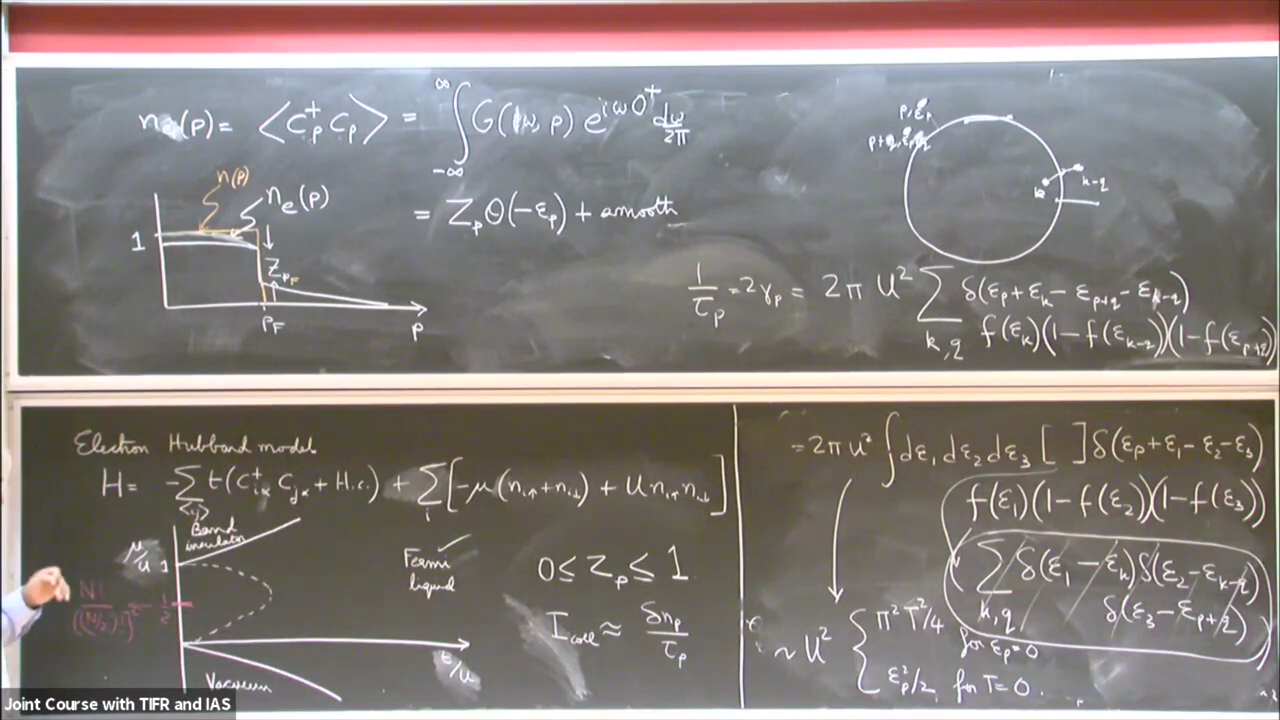 n_e(p) = ⟨C_p^† C_p⟩ = ∫_{-∞}^{∞} G(iω, p) e^{iω0^+} dω/2π
= Z_p Θ(-ε_p) + smooth
n(p)
n_e(p)
1
Z_{p_F}
p_F
p
p, ε_p
p+q, ε_{p+q}
k
k-q
1/τ_p = 2γ_p = 2π U² ∑_{k,q} δ(ε_p + ε_k - ε_{p+q} - ε_{k-q})
f(ε_k)(1-f(ε_{k-q}))(1-f(ε_{p+q}))
Electron Hubbard model
H = -∑_{<ij>} t(C_{iα}^† C_{jα} + H.c.) + ∑_i [-μ(n_{i↑} + n_{i↓}) + U n_{i↑} n_{i↓}]
Band
insulator
μ/U
1
N!/((N/2)!)²
1/2
Vacuum
t/U
Fermi
liquid
0 ≤ Z_p ≤ 1
I_coll ≈ δn_p/τ_p
= 2π U² ∫ dε_1 dε_2 dε_3 [ ] δ(ε_p + ε_1 - ε_2 - ε_3)
f(ε_1)(1-f(ε_2))(1-f(ε_3))
∑_{k,q} δ(ε_1 - ε_k) δ(ε_2 - ε_{k-q})
δ(ε_3 - ε_{p+q})
~ U² { π²T²/4 for ε_p = 0
ε_p²/2 for T = 0.
Joint Course with TIFR and IAS